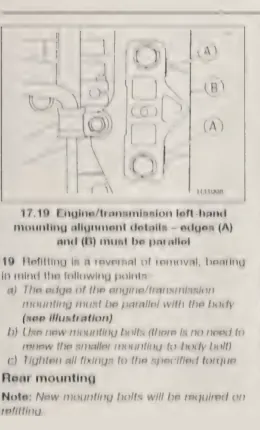 (A)
(B)
(A)
17.19 Engine/transmission left-hand
mounting alignment details – edges (A)
and (B) must be parallel
19 Refitting is a reversal of removal, bearing
in mind the following points:
a) The edge of the engine/transmission
mounting must be parallel with the body
(see illustration)
b) Use new mounting bolts (there is no need to
renew the smaller mounting-to-body bolt)
c) Tighten all fixings to the specified torque
Rear mounting
Note: New mounting bolts will be required on
refitting.